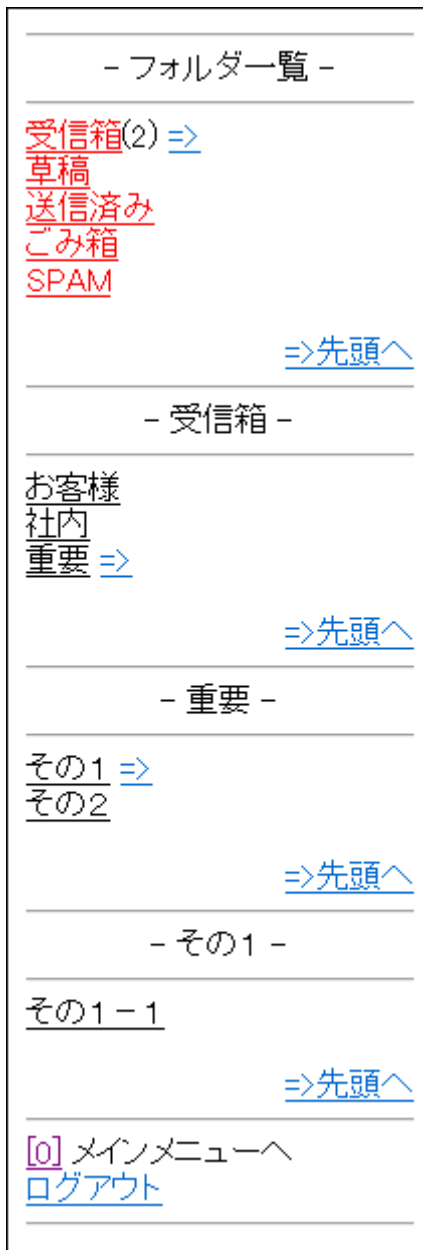 - フォルダ一覧 -
受信箱(2) =>
草稿
送信済み
ごみ箱
SPAM
=>先頭へ
- 受信箱 -
お客様
社内
重要 =>
=>先頭へ
- 重要 -
その1 =>
その2
=>先頭へ
- その1 -
その1-1
=>先頭へ
[0] メインメニューへ
ログアウト